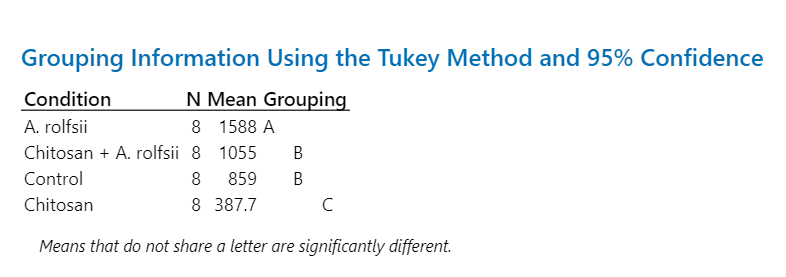 Grouping Information Using the Tukey Method and 95% Confidence
Condition N Mean Grouping
A. rolfsii 8 1588 A
Chitosan + A. rolfsii 8 1055 B
Control 8 859 B
Chitosan 8 387.7 C
Means that do not share a letter are significantly different.